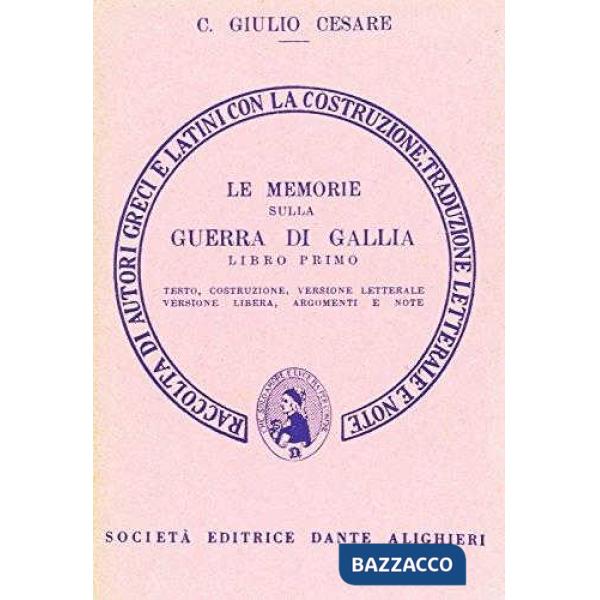 C. GIULIO CESARE
RACCOLTA DI AUTORI GRECI E LATINI CON LA COSTRUZIONE, TRADUZIONE LETTERALE E NOTE
LE MEMORIE
SULLA
GUERRA DI GALLIA
LIBRO PRIMO
TESTO, COSTRUZIONE, VERSIONE LETTERALE
VERSIONE LIBERA, ARGOMENTI E NOTE
SOCIETÀ EDITRICE DANTE ALIGHIERI
BAZZACCO